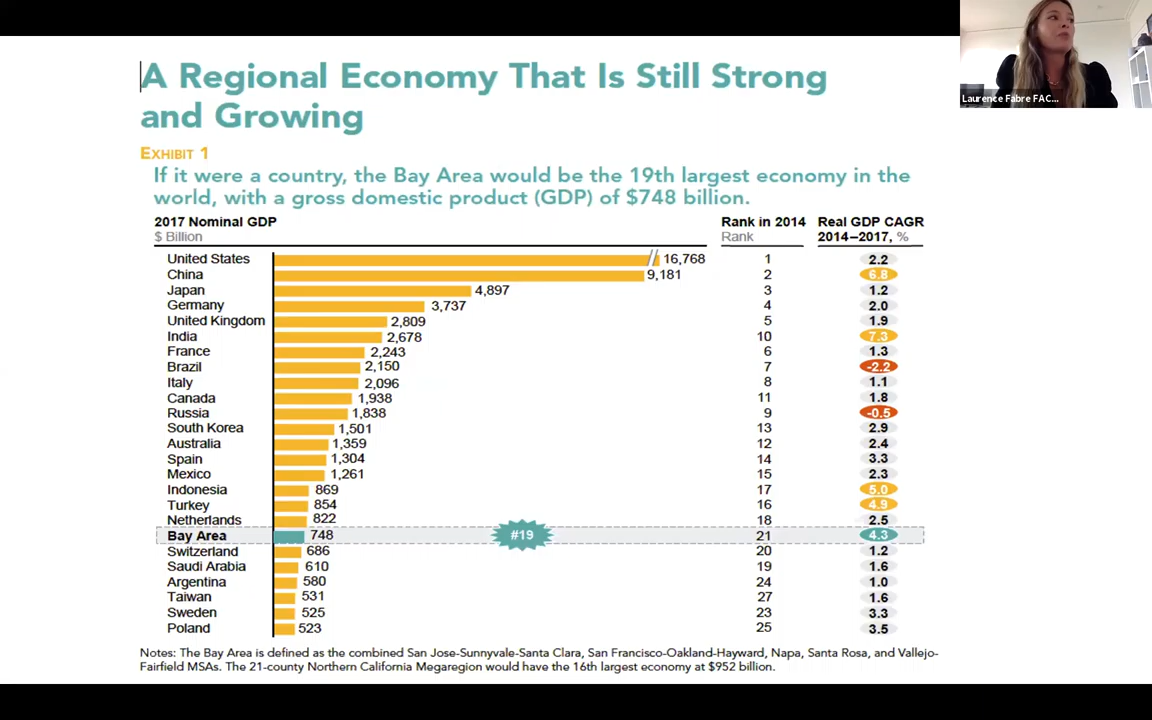 A Regional Economy That Is Still Strong
and Growing
EXHIBIT 1
If it were a country, the Bay Area would be the 19th largest economy in the
world, with a gross domestic product (GDP) of $748 billion.
2017 Nominal GDP Rank in 2014 Real GDP CAGR
$ Billion Rank 2014–2017, %
United States 16,768 1 2.2
China 9,181 2 6.8
Japan 4,897 3 1.2
Germany 3,737 4 2.0
United Kingdom 2,809 5 1.9
India 2,678 10 7.3
France 2,243 6 1.3
Brazil 2,150 7 -2.2
Italy 2,096 8 1.1
Canada 1,938 11 1.8
Russia 1,838 9 -0.5
South Korea 1,501 13 2.9
Australia 1,359 12 2.4
Spain 1,304 14 3.3
Mexico 1,261 15 2.3
Indonesia 869 17 5.0
Turkey 854 16 4.9
Netherlands 822 18 2.5
Bay Area 748 #19 21 4.3
Switzerland 686 20 1.2
Saudi Arabia 610 19 1.6
Argentina 580 24 1.0
Taiwan 531 27 1.6
Sweden 525 23 3.3
Poland 523 25 3.5
Notes: The Bay Area is defined as the combined San Jose-Sunnyvale-Santa Clara, San Francisco-Oakland-Hayward, Napa, Santa Rosa, and Vallejo-
Fairfield MSAs. The 21-county Northern California Megaregion would have the 16th largest economy at $952 billion.
Laurence Fabre FAC...